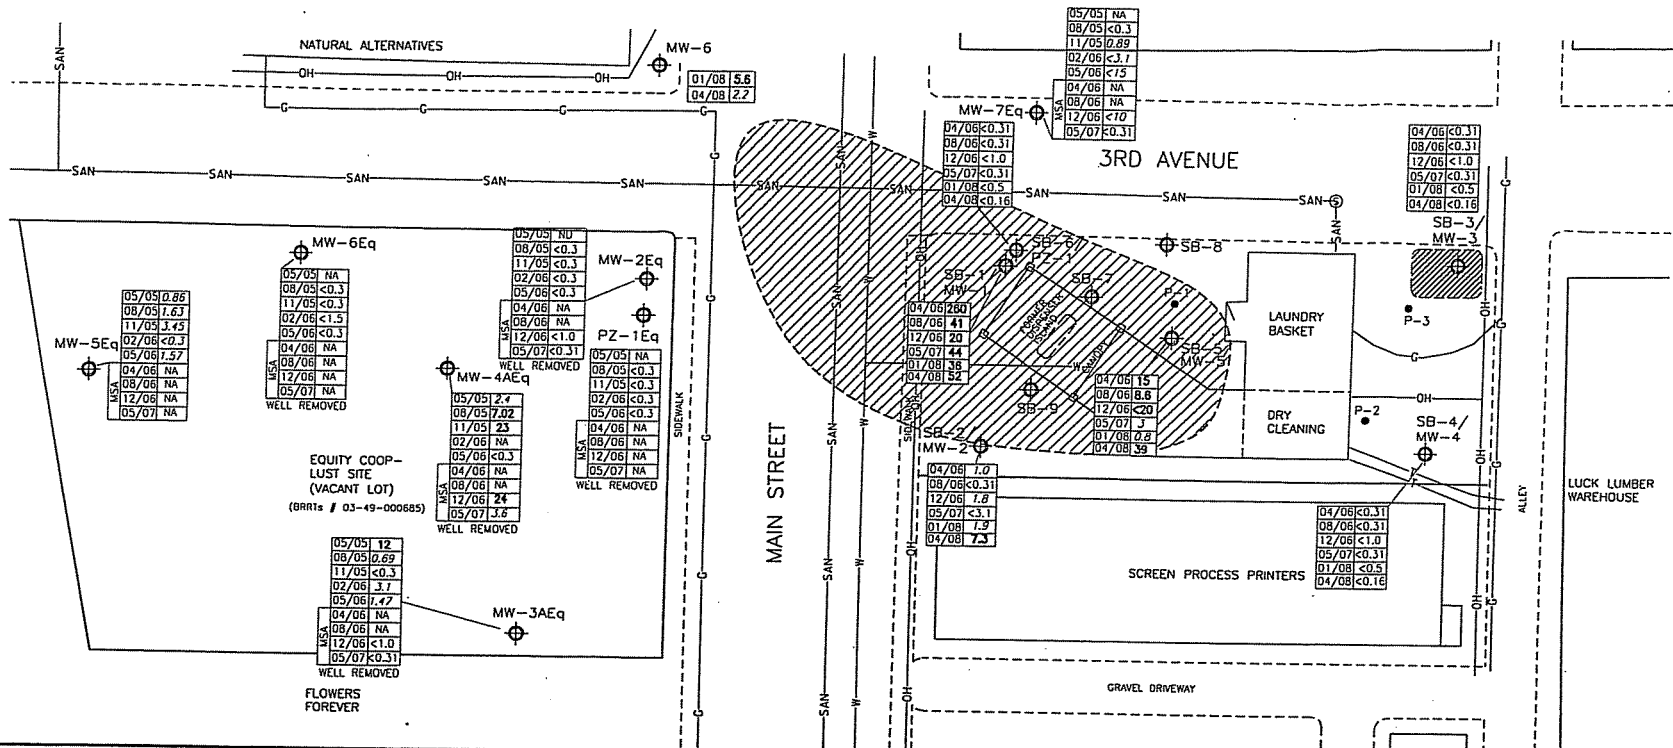 NATURAL ALTERNATIVES
MW-6
01/08 5.6
04/08 2.2
SAN
OH OH OH
G G G G
05/05 NA
08/05 <0.3
11/05 0.89
02/06 <3.1
05/06 <15
MSA
04/06 NA
08/06 NA
12/06 <10
05/07 <0.31
MW-7Eq
04/06 <0.31
08/06 <0.31
12/06 <1.0
05/07 <0.31
01/08 <0.5
04/08 <0.16
3RD AVENUE
04/06 <0.31
08/06 <0.31
12/06 <1.0
05/07 <0.31
01/08 <0.5
04/08 <0.16
SB-3/
MW-3
SAN SAN SAN SAN SAN SAN SAN SAN SAN SAN S
SAN
MW-6Eq
05/05 NA
08/05 <0.3
11/05 <0.3
02/06 <1.5
05/06 <0.3
MSA
04/06 NA
08/06 NA
12/06 NA
05/07 NA
WELL REMOVED
MW-5Eq
05/05 0.86
08/05 1.63
11/05 3.45
02/06 <0.3
05/06 1.57
MSA
04/06 NA
08/06 NA
12/06 NA
05/07 NA
MW-2Eq
05/05 ND
08/05 <0.3
11/05 <0.3
02/06 <0.3
05/06 <0.3
MSA
04/06 NA
08/06 NA
12/06 <1.0
05/07 <0.31
WELL REMOVED
PZ-1Eq
05/05 NA
08/05 <0.3
11/05 <0.3
02/06 <0.3
05/06 <0.3
MSA
04/06 NA
08/06 NA
12/06 NA
05/07 NA
WELL REMOVED
MW-4AEq
05/05 2.4
08/05 7.02
11/05 23
02/06 NA
05/06 <0.3
MSA
04/06 NA
08/06 NA
12/06 24
05/07 3.6
WELL REMOVED
EQUITY COOP-
LUST SITE
(VACANT LOT)
(BRRTs # 03-49-000685)
05/05 12
08/05 0.69
11/05 <0.3
02/06 3.1
05/06 1.47
MSA
04/06 NA
08/06 NA
12/06 <1.0
05/07 <0.31
WELL REMOVED
MW-3AEq
FLOWERS
FOREVER
SIDEWALK
MAIN STREET
SIDEWALK
SB-6/
PZ-1
SB-1
MW-1
SB-7
SB-8
P-1
FORMER
DISPENSER
ISLAND
CANOPY
SB-5/
MW-5
SB-9
04/06 260
08/06 41
12/06 20
05/07 44
01/08 36
04/08 52
04/06 15
08/06 8.6
12/06 <20
05/07 3
01/08 0.8
04/08 39
SB-2/
MW-2
04/06 1.0
08/06 <0.31
12/06 1.8
05/07 <3.1
01/08 1.9
04/08 7.3
LAUNDRY
BASKET
DRY
CLEANING
P-3
P-2
SB-4/
MW-4
04/06 <0.31
08/06 <0.31
12/06 <1.0
05/07 <0.31
01/08 <0.5
04/08 <0.16
SCREEN PROCESS PRINTERS
GRAVEL DRIVEWAY
ALLEY
LUCK LUMBER
WAREHOUSE